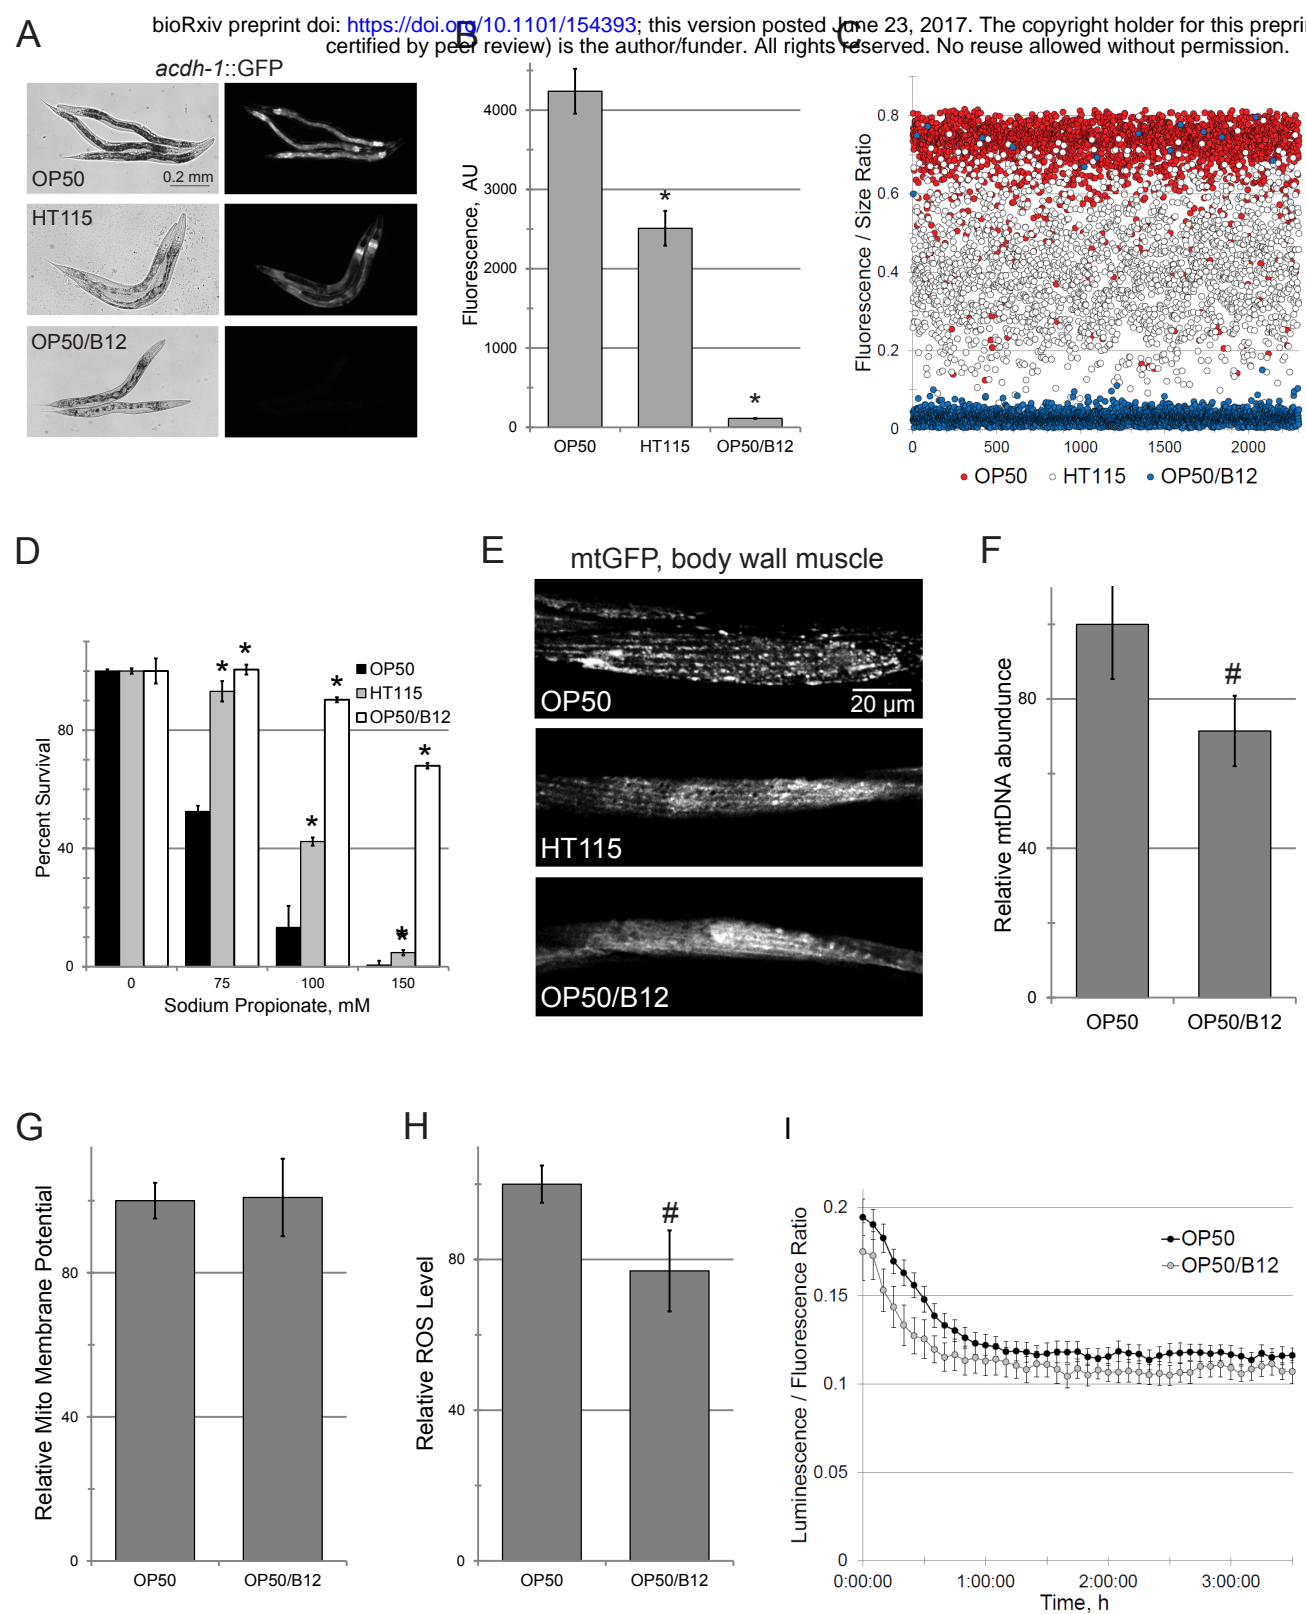 bioRxiv preprint doi: https://doi.org/10.1101/154393; this version posted June 23, 2017. The copyright holder for this prepri
certified by peer review) is the author/funder. All rights reserved. No reuse allowed without permission.
A
acdh-1::GFP
OP50
0.2 mm
HT115
OP50/B12
B
Fluorescence, AU
4000
3000
2000
1000
0
*
*
OP50 HT115 OP50/B12
C
Fluorescence / Size Ratio
0.8
0.6
0.4
0.2
0
0 500 1000 1500 2000
OP50 HT115 OP50/B12
D
Percent Survival
80
40
0
* * * * * *
OP50
HT115
OP50/B12
0 75 100 150
Sodium Propionate, mM
E
mtGFP, body wall muscle
OP50
20 µm
HT115
OP50/B12
F
Relative mtDNA abundunce
80
40
0
#
OP50 OP50/B12
G
Relative Mito Membrane Potential
80
40
0
OP50 OP50/B12
H
Relative ROS Level
80
40
0
#
OP50 OP50/B12
I
Luminescence / Fluorescence Ratio
0.2
0.15
0.1
0.05
0
OP50
OP50/B12
0:00:00 1:00:00 2:00:00 3:00:00
Time, h